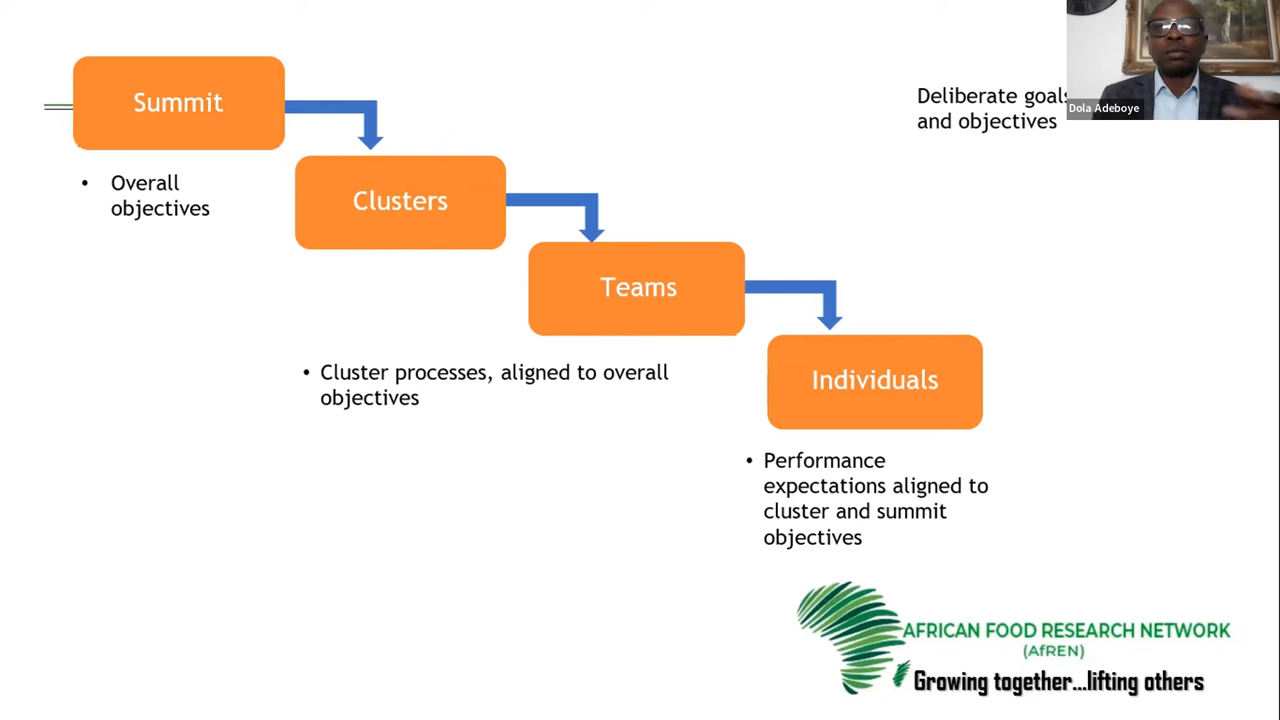 Summit
Deliberate goals
and objectives
Dola Adeboye
• Overall
objectives
Clusters
Teams
• Cluster processes, aligned to overall
objectives
Individuals
• Performance
expectations aligned to
cluster and summit
objectives
AFRICAN FOOD RESEARCH NETWORK
(AfREN)
Growing together...lifting others